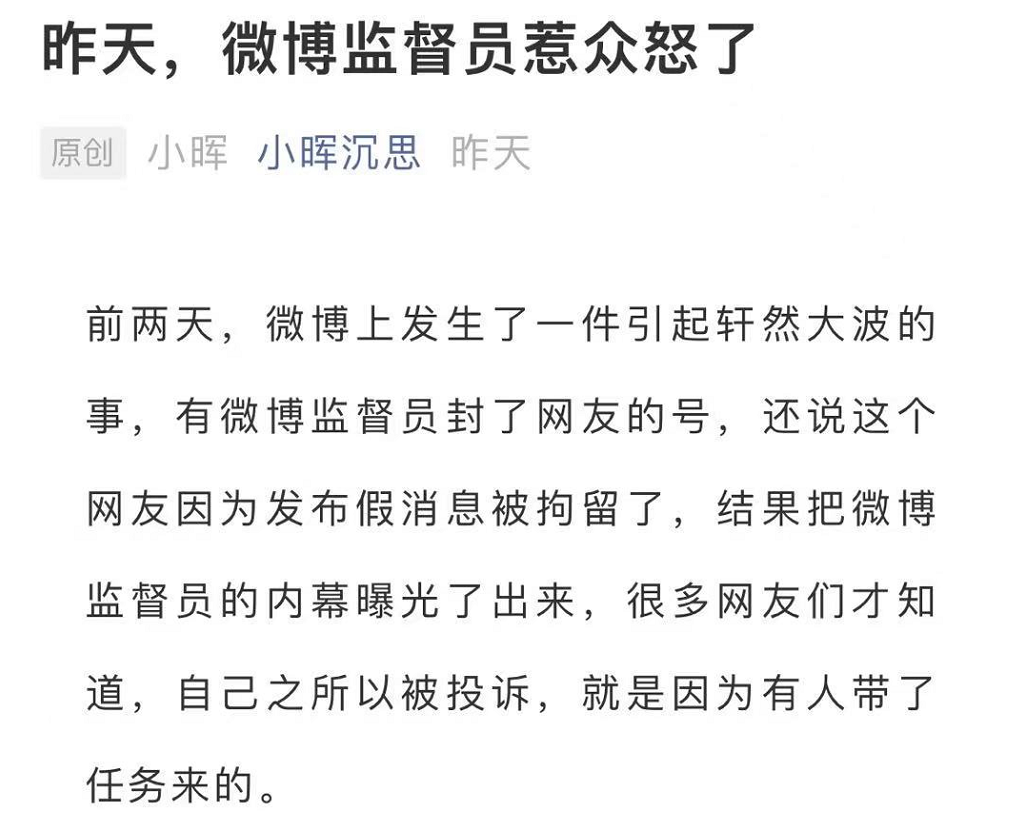 昨天，微博监督员惹众怒了
原创 小晖 小晖沉思 昨天
前两天，微博上发生了一件引起轩然大波的
事，有微博监督员封了网友的号，还说这个
网友因为发布假消息被拘留了，结果把微博
监督员的内幕曝光了出来，很多网友们才知
道，自己之所以被投诉，就是因为有人带了
任务来的。